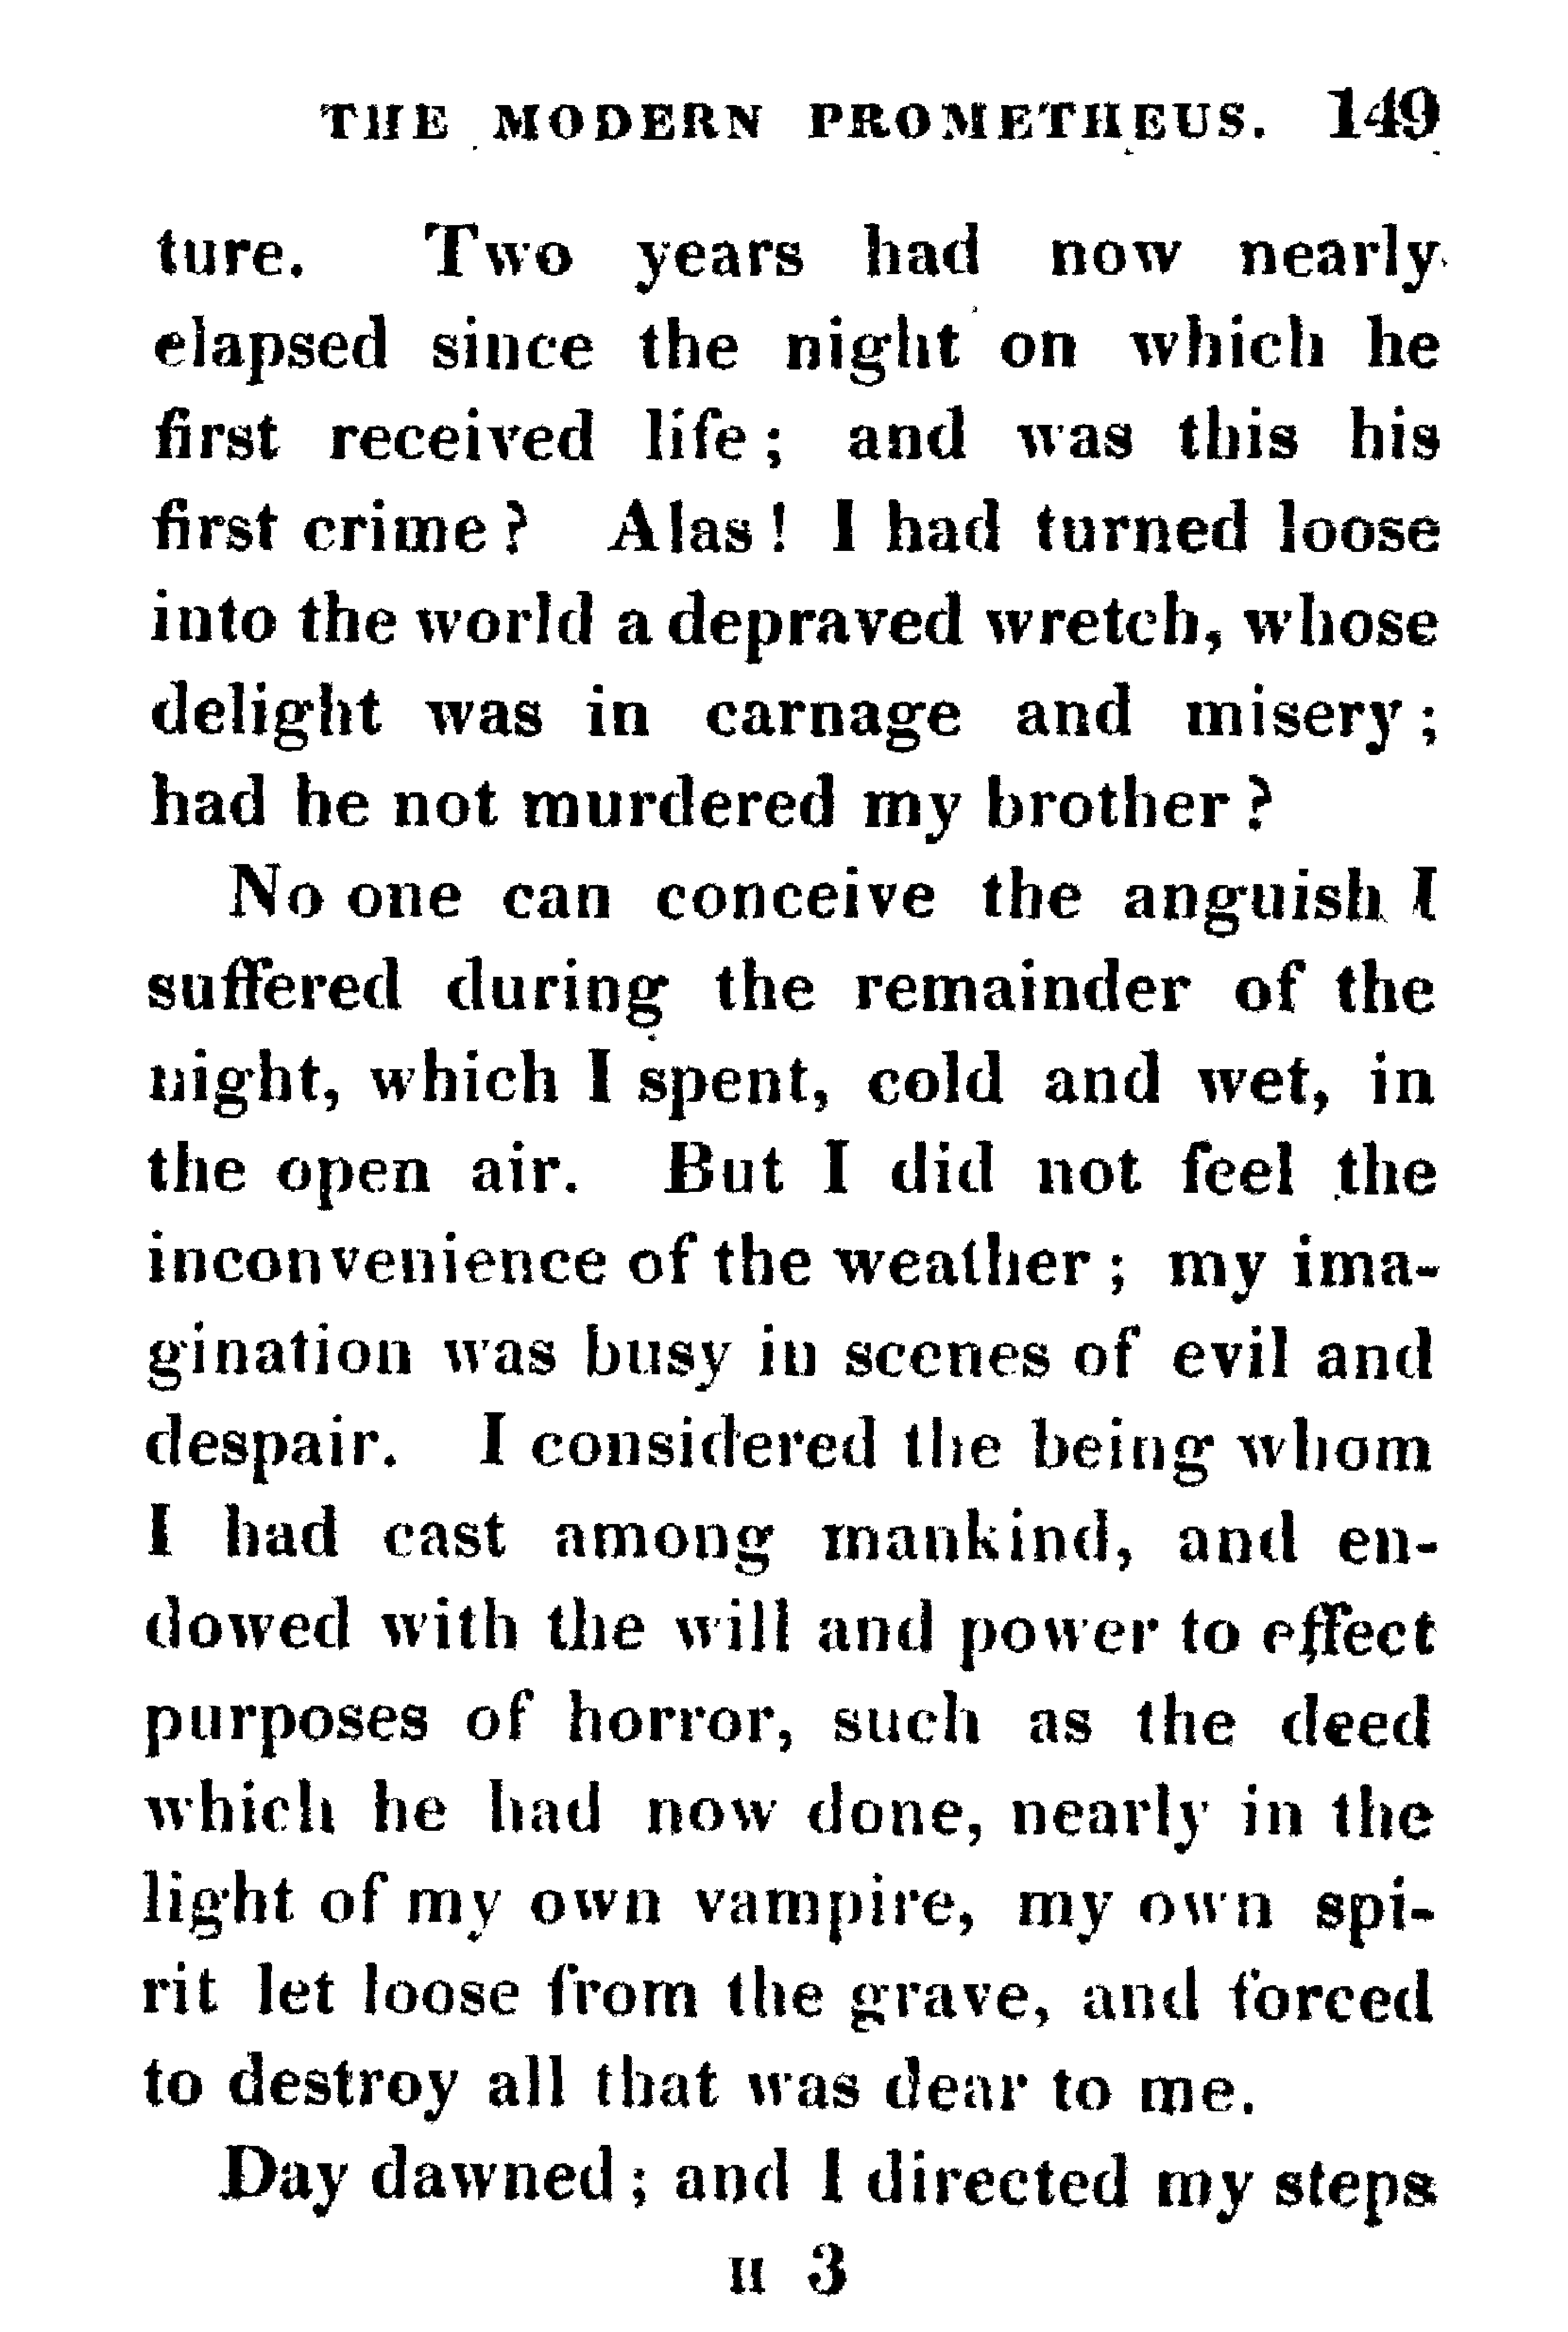 THE MODERN PROMETHEUS. 149
ture. Two years had now nearly
elapsed since the night on which he
first received life; and was this his
first crime? Alas! I had turned loose
into the world a depraved wretch, whose
delight was in carnage and misery;
had he not murdered my brother?
No one can conceive the anguish I
suffered during the remainder of the
night, which I spent, cold and wet, in
the open air. But I did not feel the
inconvenience of the weather; my ima-
gination was busy in scenes of evil and
despair. I considered the being whom
I had cast among mankind, and en-
dowed with the will and power to effect
purposes of horror, such as the deed
which he had now done, nearly in the
light of my own vampire, my own spi-
rit let loose from the grave, and forced
to destroy all that was dear to me.
Day dawned; and I directed my steps
H 3